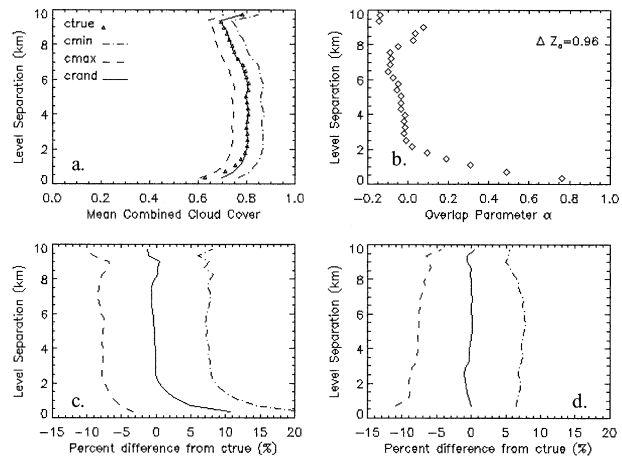 10
8
6
4
2
0
Level Separation (km)
ctrue
cmin
cmax
crand
a.
0.0 0.2 0.4 0.6 0.8 1.0
Mean Combined Cloud Cover
10
8
6
4
2
0
Level Separation (km)
Δ Zₒ=0.96
b.
−0.2 0.0 0.2 0.4 0.6 0.8 1.0
Overlap Parameter α
10
8
6
4
2
0
Level Separation (km)
c.
−15 −10 −5 0 5 10 15 20
Percent difference from ctrue (%)
10
8
6
4
2
0
Level Separation (km)
d.
−15 −10 −5 0 5 10 15 20
Percent difference from ctrue (%)